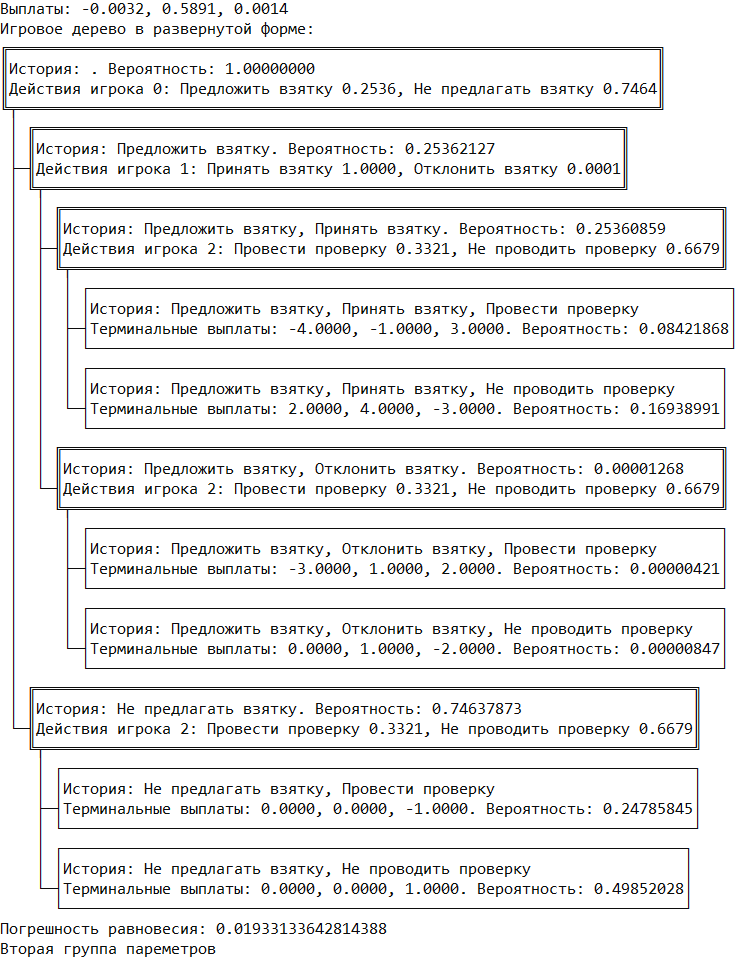 Выплаты: -0.0032, 0.5891, 0.0014
Игровое дерево в развернутой форме:
История: . Вероятность: 1.00000000
Действия игрока 0: Предложить взятку 0.2536, Не предлагать взятку 0.7464
История: Предложить взятку. Вероятность: 0.25362127
Действия игрока 1: Принять взятку 1.0000, Отклонить взятку 0.0001
История: Предложить взятку, Принять взятку. Вероятность: 0.25360859
Действия игрока 2: Провести проверку 0.3321, Не проводить проверку 0.6679
История: Предложить взятку, Принять взятку, Провести проверку
Терминальные выплаты: -4.0000, -1.0000, 3.0000. Вероятность: 0.08421868
История: Предложить взятку, Принять взятку, Не проводить проверку
Терминальные выплаты: 2.0000, 4.0000, -3.0000. Вероятность: 0.16938991
История: Предложить взятку, Отклонить взятку. Вероятность: 0.00001268
Действия игрока 2: Провести проверку 0.3321, Не проводить проверку 0.6679
История: Предложить взятку, Отклонить взятку, Провести проверку
Терминальные выплаты: -3.0000, 1.0000, 2.0000. Вероятность: 0.00000421
История: Предложить взятку, Отклонить взятку, Не проводить проверку
Терминальные выплаты: 0.0000, 1.0000, -2.0000. Вероятность: 0.00000847
История: Не предлагать взятку. Вероятность: 0.74637873
Действия игрока 2: Провести проверку 0.3321, Не проводить проверку 0.6679
История: Не предлагать взятку, Провести проверку
Терминальные выплаты: 0.0000, 0.0000, -1.0000. Вероятность: 0.24785845
История: Не предлагать взятку, Не проводить проверку
Терминальные выплаты: 0.0000, 0.0000, 1.0000. Вероятность: 0.49852028
Погрешность равновесия: 0.01933133642814388
Вторая группа пареметров